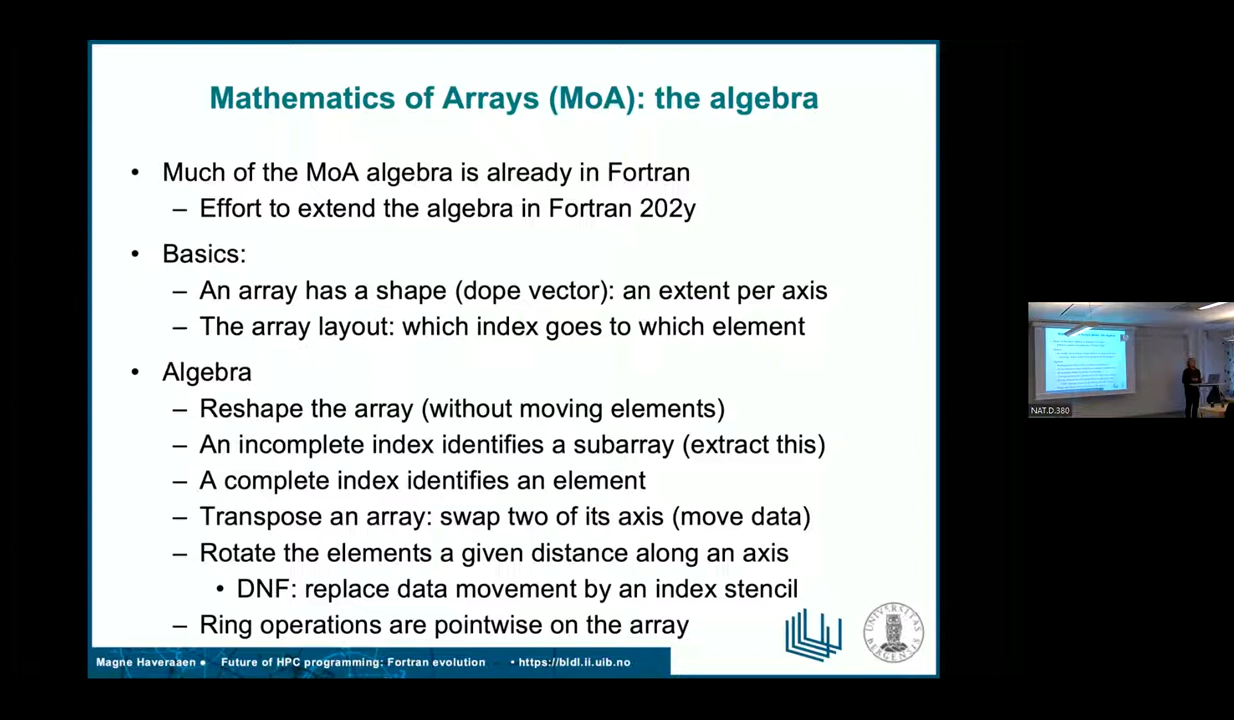 Mathematics of Arrays (MoA): the algebra
• Much of the MoA algebra is already in Fortran
– Effort to extend the algebra in Fortran 202y
• Basics:
– An array has a shape (dope vector): an extent per axis
– The array layout: which index goes to which element
• Algebra
– Reshape the array (without moving elements)
– An incomplete index identifies a subarray (extract this)
– A complete index identifies an element
– Transpose an array: swap two of its axis (move data)
– Rotate the elements a given distance along an axis
• DNF: replace data movement by an index stencil
– Ring operations are pointwise on the array
UNIVERSITAS
BERGENSIS
Magne Haveraaen ● Future of HPC programming: Fortran evolution • https://bldl.ii.uib.no
NAT.D.380